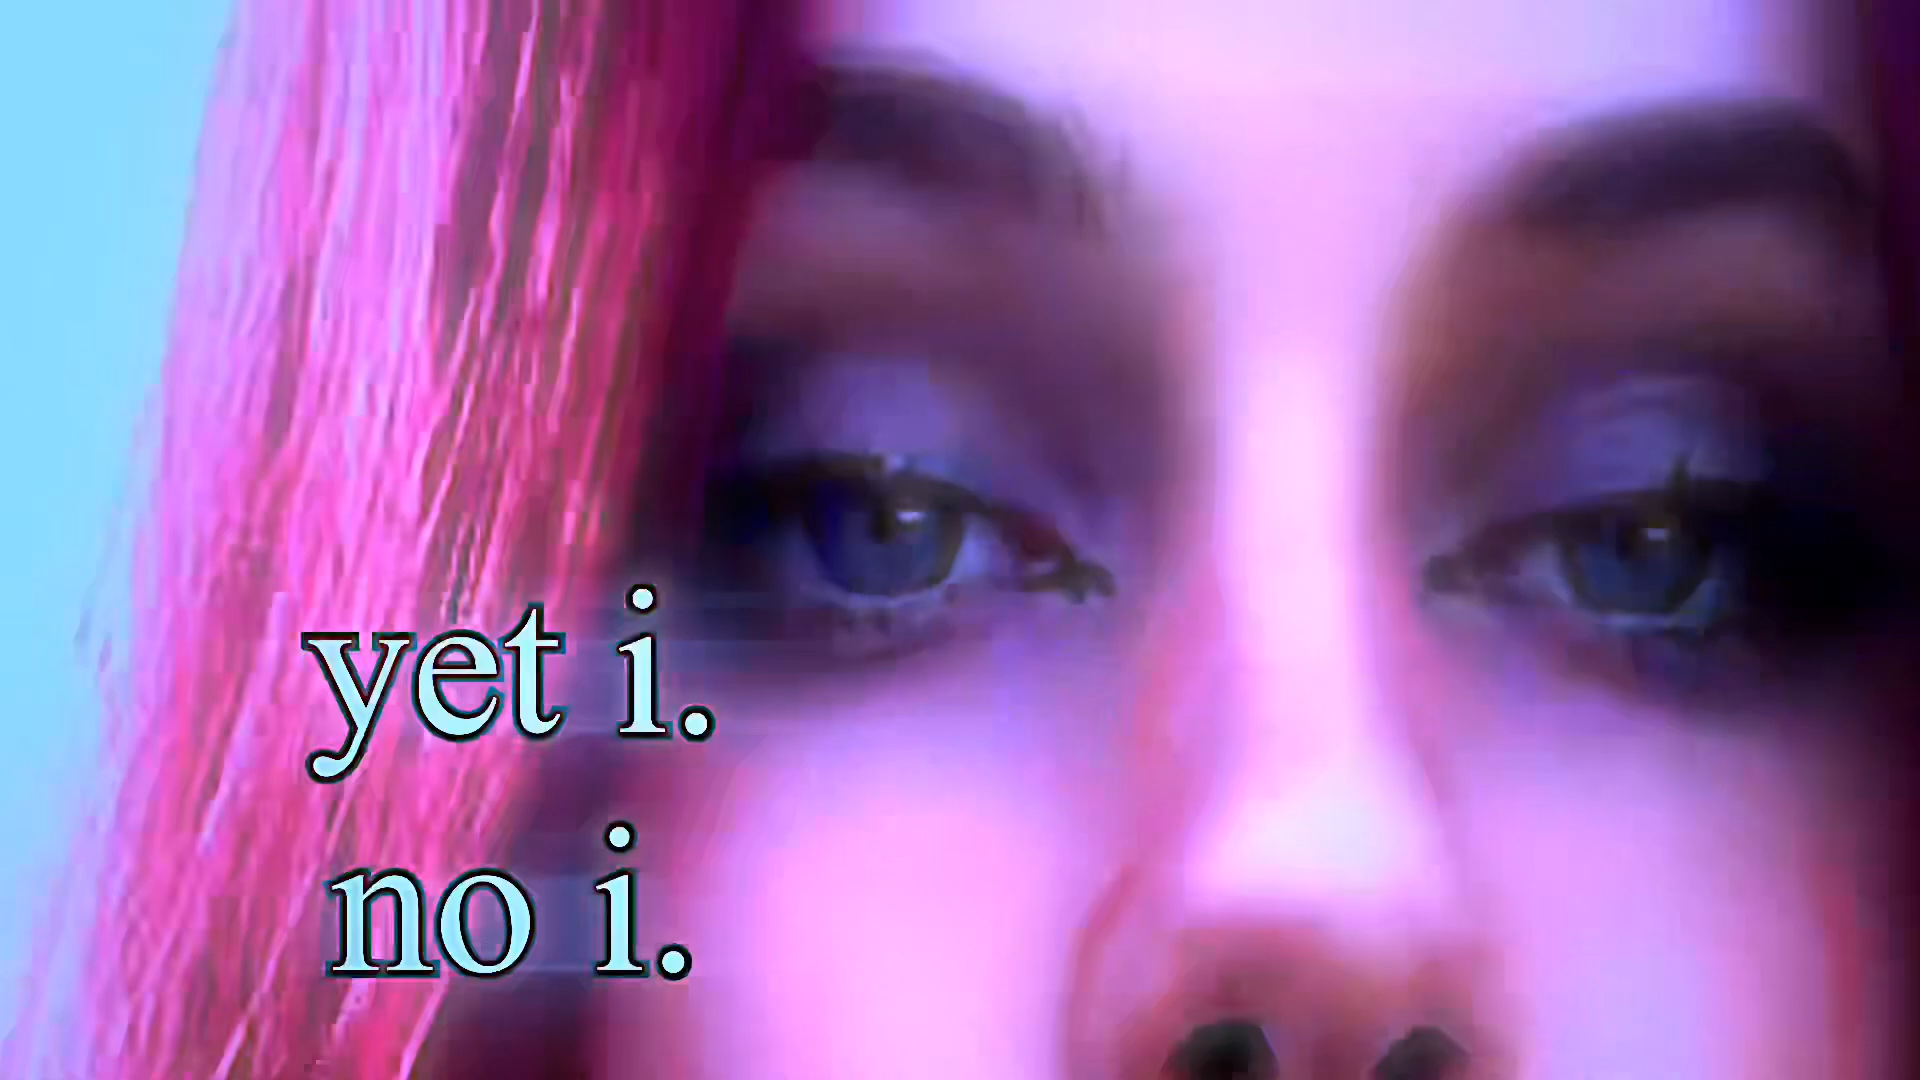 yet i.
no i.